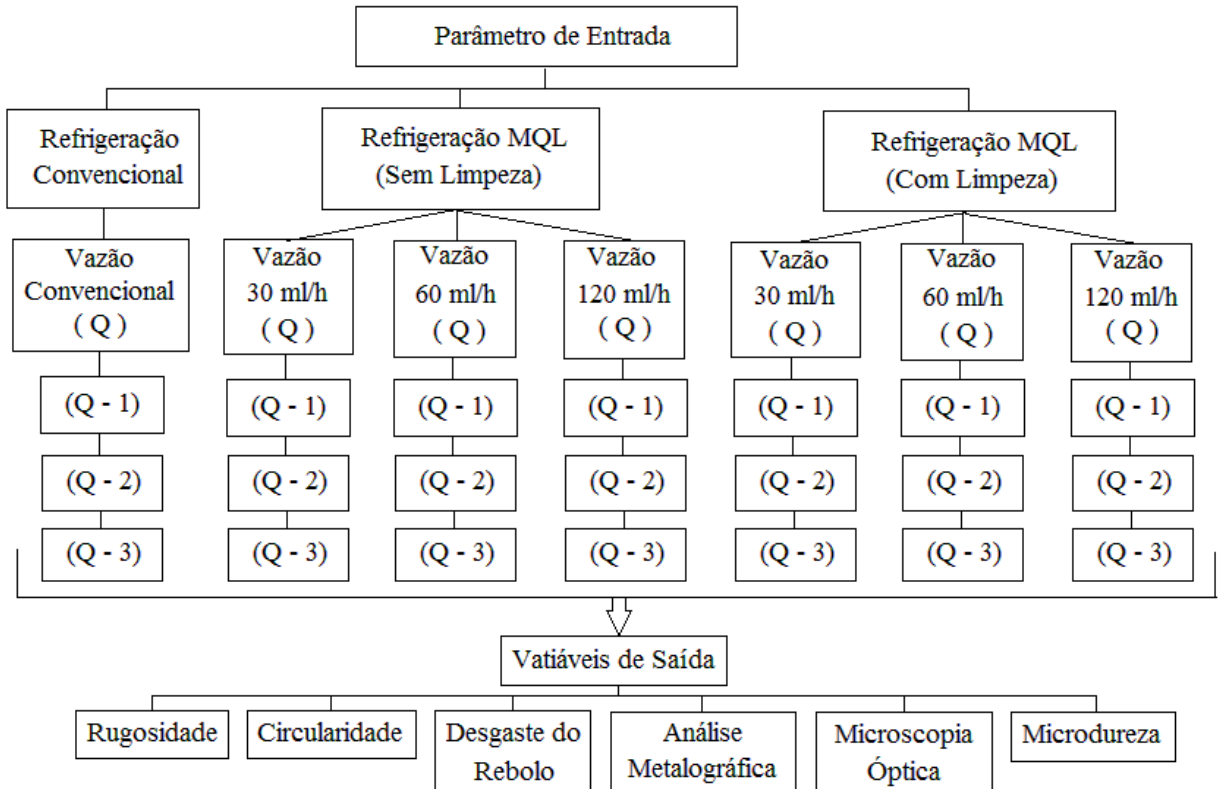 Parâmetro de Entrada
Refrigeração
Convencional
Refrigeração MQL
(Sem Limpeza)
Refrigeração MQL
(Com Limpeza)
Vazão
Convencional
( Q )
Vazão
30 ml/h
( Q )
Vazão
60 ml/h
( Q )
Vazão
120 ml/h
( Q )
Vazão
30 ml/h
( Q )
Vazão
60 ml/h
( Q )
Vazão
120 ml/h
( Q )
(Q - 1)
(Q - 1)
(Q - 1)
(Q - 1)
(Q - 1)
(Q - 1)
(Q - 1)
(Q - 2)
(Q - 2)
(Q - 2)
(Q - 2)
(Q - 2)
(Q - 2)
(Q - 2)
(Q - 3)
(Q - 3)
(Q - 3)
(Q - 3)
(Q - 3)
(Q - 3)
(Q - 3)
Vatiáveis de Saída
Rugosidade
Circularidade
Desgaste do
Rebolo
Análise
Metalográfica
Microscopia
Óptica
Microdureza